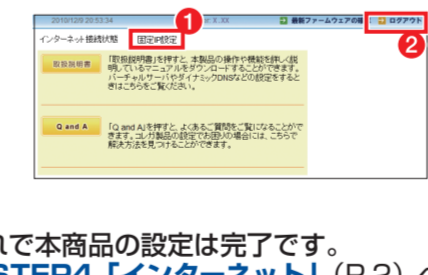 2010/12/9 20:53:34
r X.XX
最新ファームウェアの確
ログアウト
1
2
インターネット接続状態
固定IP設定
取扱説明書
「取扱説明書」を押すと、本製品の操作や機能を詳しく説
明しているマニュアルをダウンロードすることができます。
バーチャルサーバやダイナミックDNSなどの設定をすると
きはこちらをご覧ください。
Q and A
「Q and A」を押すと、よくあるご質問をご覧になることがで
きます。コレガ製品の設定でお困りの場合には、こちらで
解決方法を見つけることができます。
れで本商品の設定は完了です。
STEP4「インターネット」(P.2)